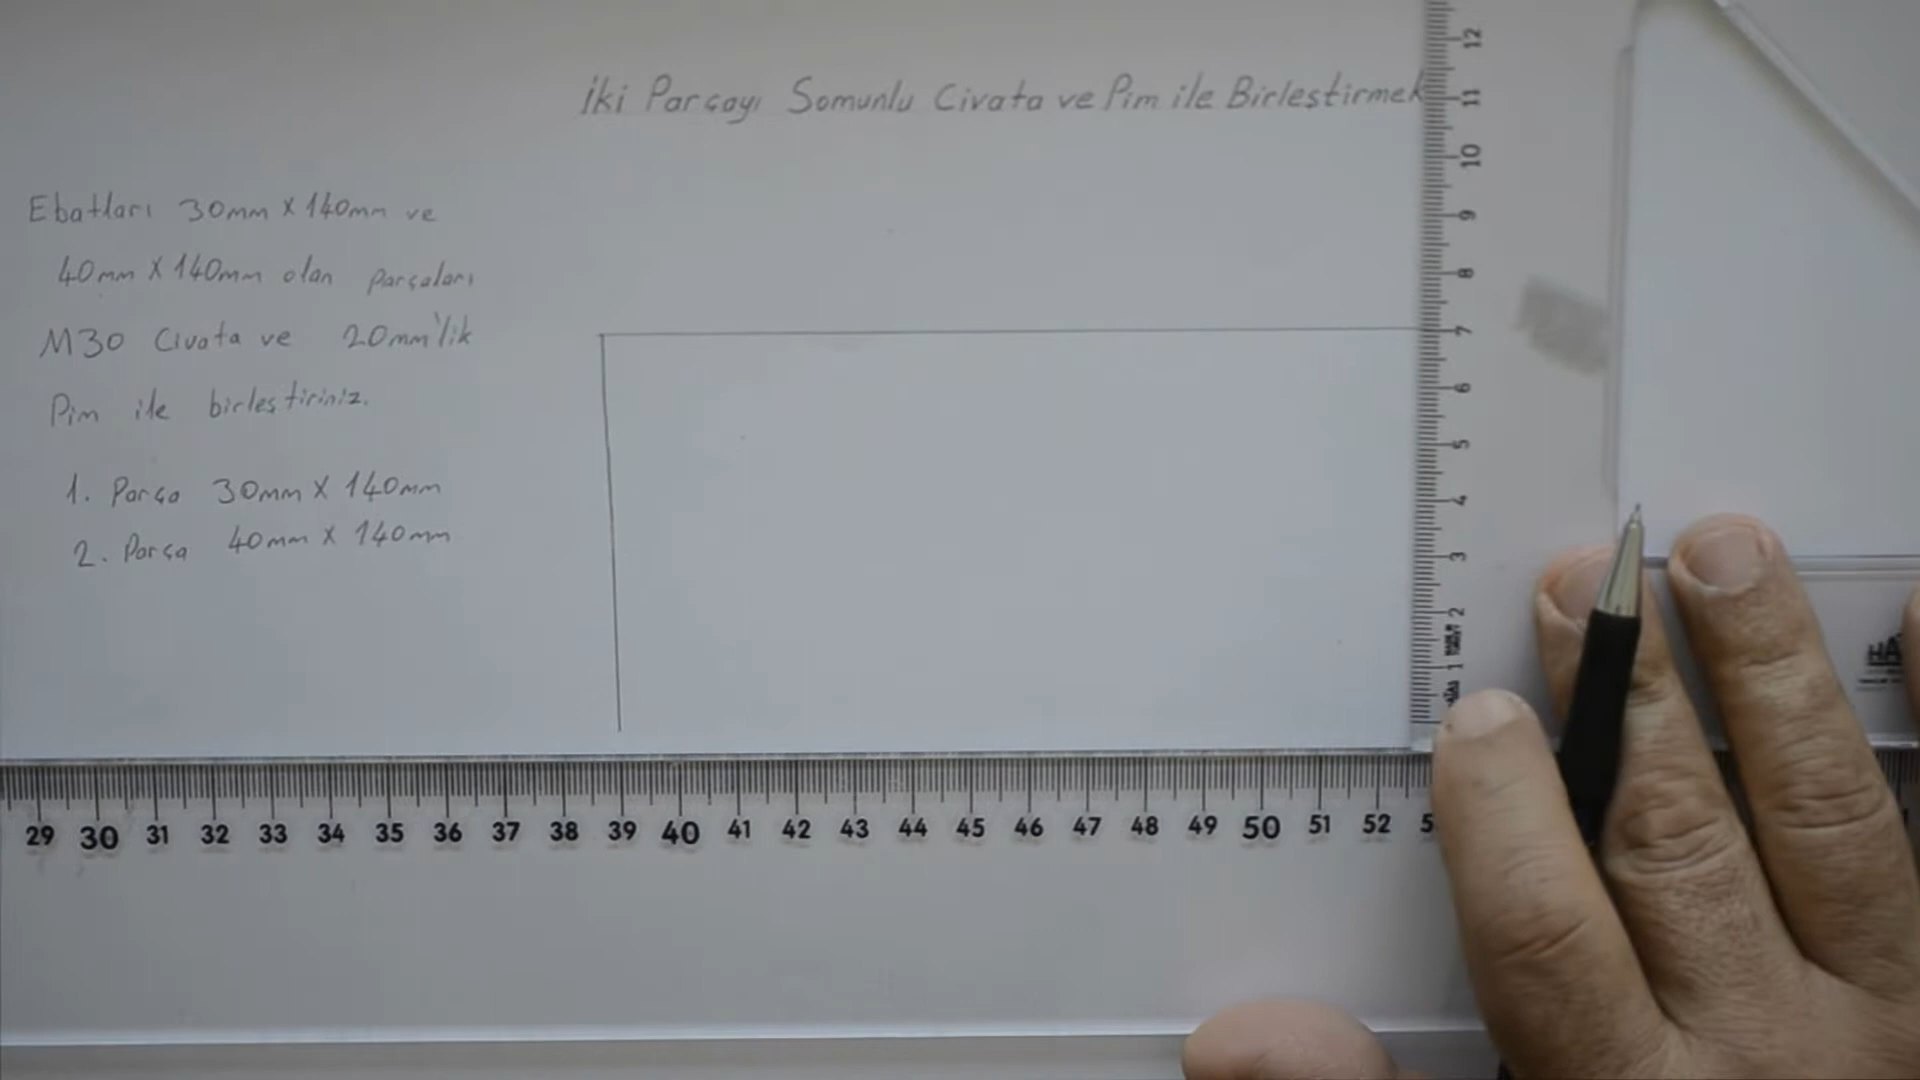 İki Parçayı Somunlu Civata ve Pim ile Birleştirmek
Ebatları 30mm X 140mm ve
40mm X 140mm olan parçaları
M30 Civata ve 20mm'lik
Pim ile birleştiriniz.
1. Parça 30mm X 140mm
2. Parça 40mm X 140mm
12
11
10
9
8
7
6
5
4
3
2
1
29 30 31 32 33 34 35 36 37 38 39 40 41 42 43 44 45 46 47 48 49 50 51 52